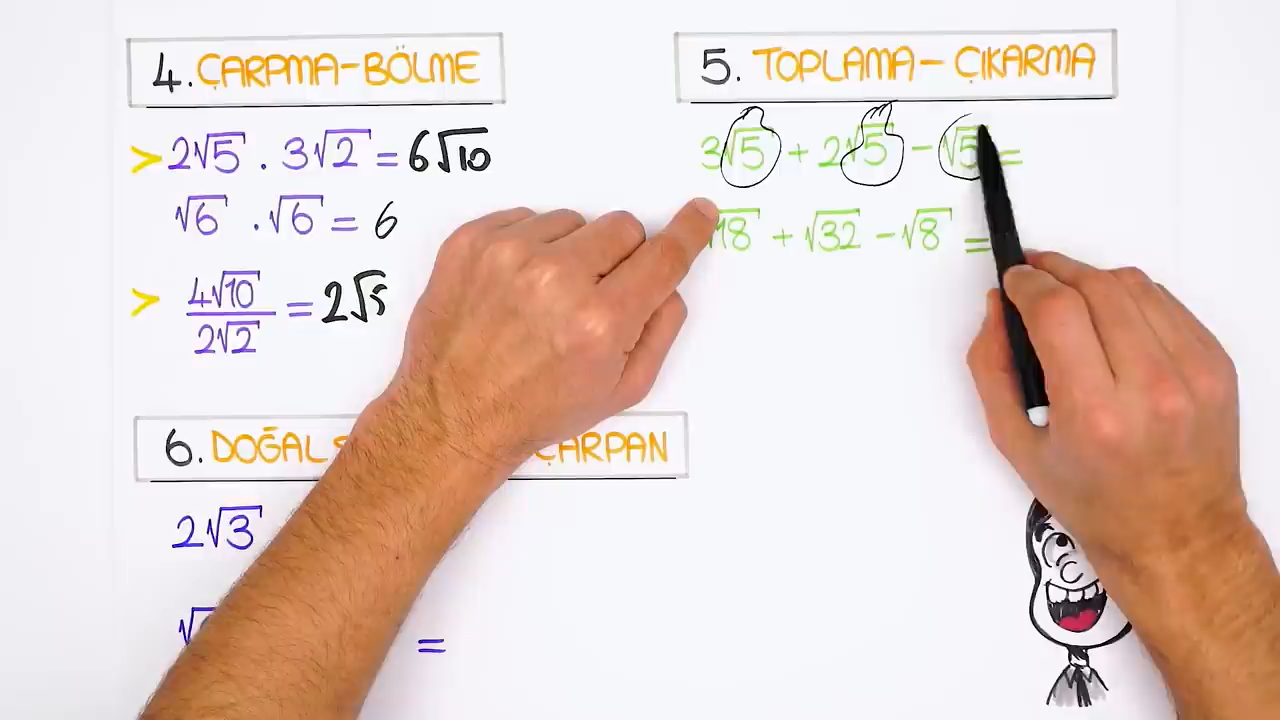 4. ÇARPMA-BÖLME
2√5 . 3√2 = 6√10
√6 . √6 = 6
4√10 / 2√2 = 2√5
5. TOPLAMA - ÇIKARMA
3√5 + 2√5 - √5 =
√18 + √32 - √8 =
6. DOĞAL ÇARPAN
2√3
=